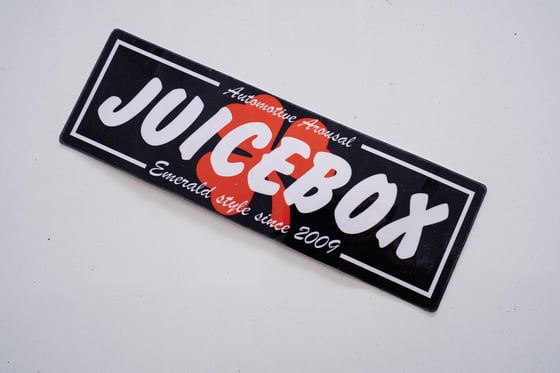 Automotive Arousal
JUICEBOX
Emerald style since 2009